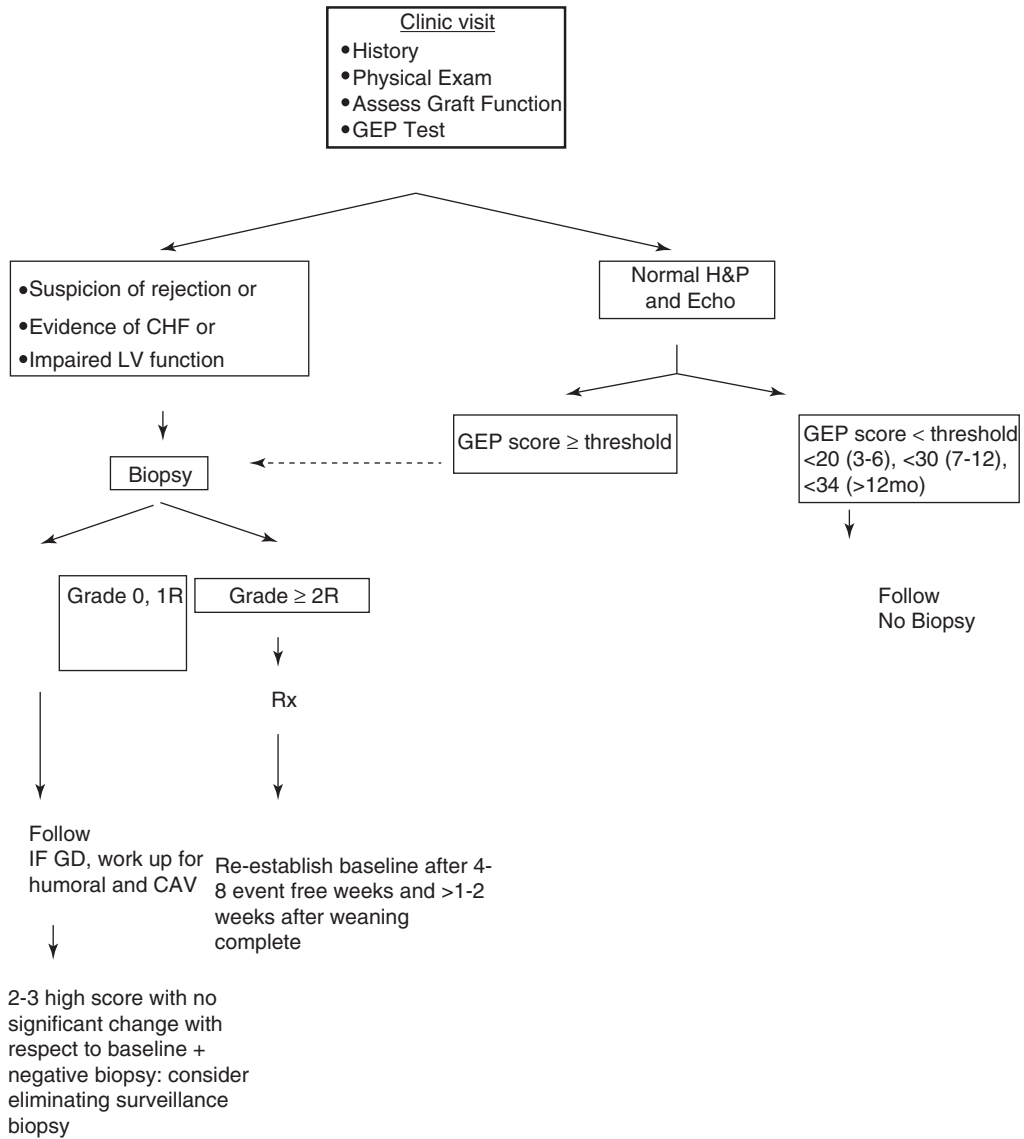 Clinic visit
•History
•Physical Exam
•Assess Graft Function
•GEP Test
•Suspicion of rejection or
•Evidence of CHF or
•Impaired LV function
Normal H&P
and Echo
GEP score ≥ threshold
GEP score < threshold
<20 (3-6), <30 (7-12),
<34 (>12mo)
Biopsy
Grade 0, 1R
Grade ≥ 2R
Follow
No Biopsy
Rx
Follow
IF GD, work up for
humoral and CAV
Re-establish baseline after 4-
8 event free weeks and >1-2
weeks after weaning
complete
2-3 high score with no
significant change with
respect to baseline +
negative biopsy: consider
eliminating surveillance
biopsy